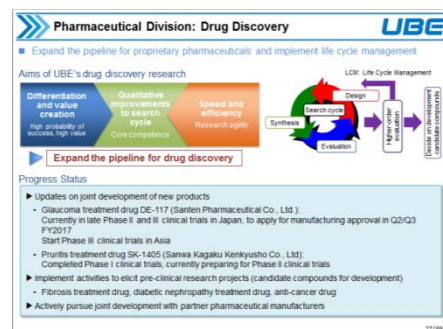 Pharmaceutical Division: Drug Discovery
UBE
Expand the pipeline for proprietary pharmaceuticals and implement life cycle management
Aims of UBE's drug discovery research
LCM: Life Cycle Management
Differentiation
and value
creation
High probability of
success, high value
Qualitative
improvements
to search
cycle
Core competence
Speed and
efficiency
Research agility
Design
Search cycle
Synthesis
Evaluation
Higher-order
evaluation
Decide on development
candidate compounds
Expand the pipeline for drug discovery
Progress Status
▶ Updates on joint development of new products
• Glaucoma treatment drug DE-117 (Santen Pharmaceutical Co., Ltd.):
Currently in late Phase II and III clinical trials in Japan, to apply for manufacturing approval in Q2/Q3
FY2017
Start Phase III clinical trials in Asia
• Pruritis treatment drug SK-1405 (Sanwa Kagaku Kenkyusho Co., Ltd):
Completed Phase I clinical trials, currently preparing for Phase II clinical trials
▶ Implement activities to elicit pre-clinical research projects (candidate compounds for development)
• Fibrosis treatment drug, diabetic nephropathy treatment drug, anti-cancer drug
▶ Actively pursue joint development with partner pharmaceutical manufacturers